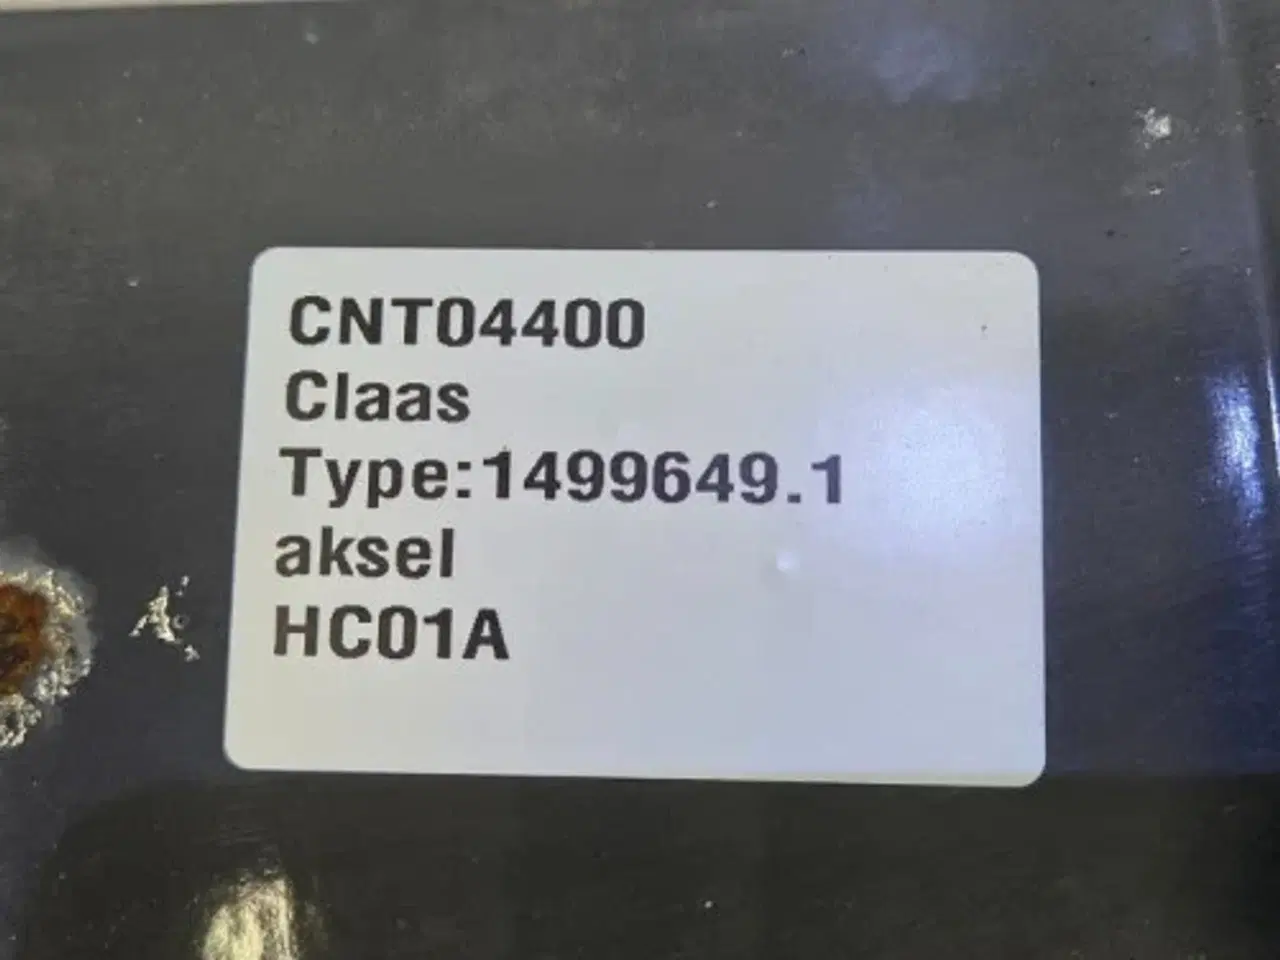 CNT04400
Claas
Type:1499649.1
aksel
HC01A